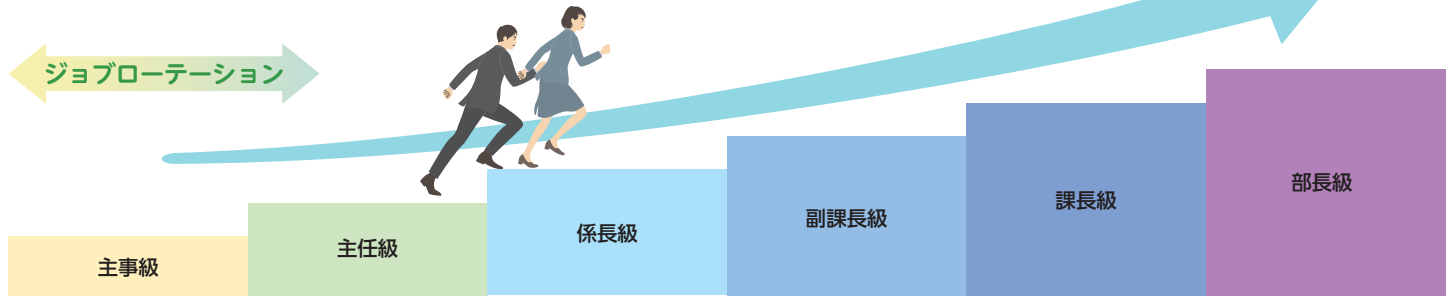 ジョブローテーション
主事級
主任級
係長級
副課長級
課長級
部長級